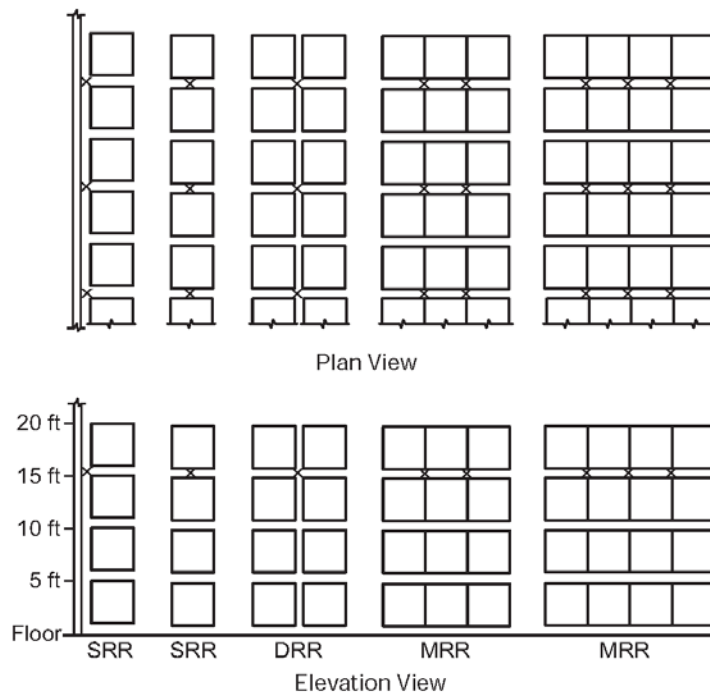 Plan View
20 ft
15 ft
10 ft
5 ft
Floor
SRR SRR DRR MRR MRR
Elevation View